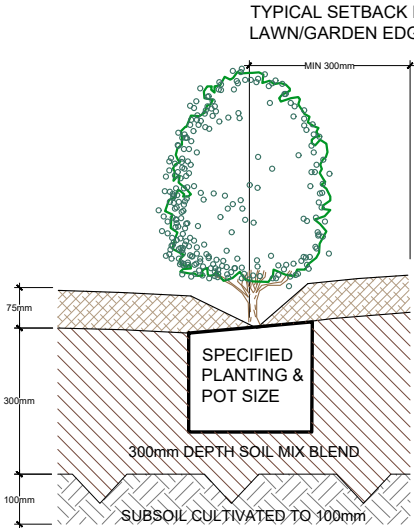 TYPICAL SETBACK
LAWN/GARDEN EDG
MIN 300mm
75mm
SPECIFIED
PLANTING &
POT SIZE
300mm
300mm DEPTH SOIL MIX BLEND
100mm
SUBSOIL CULTIVATED TO 100mm